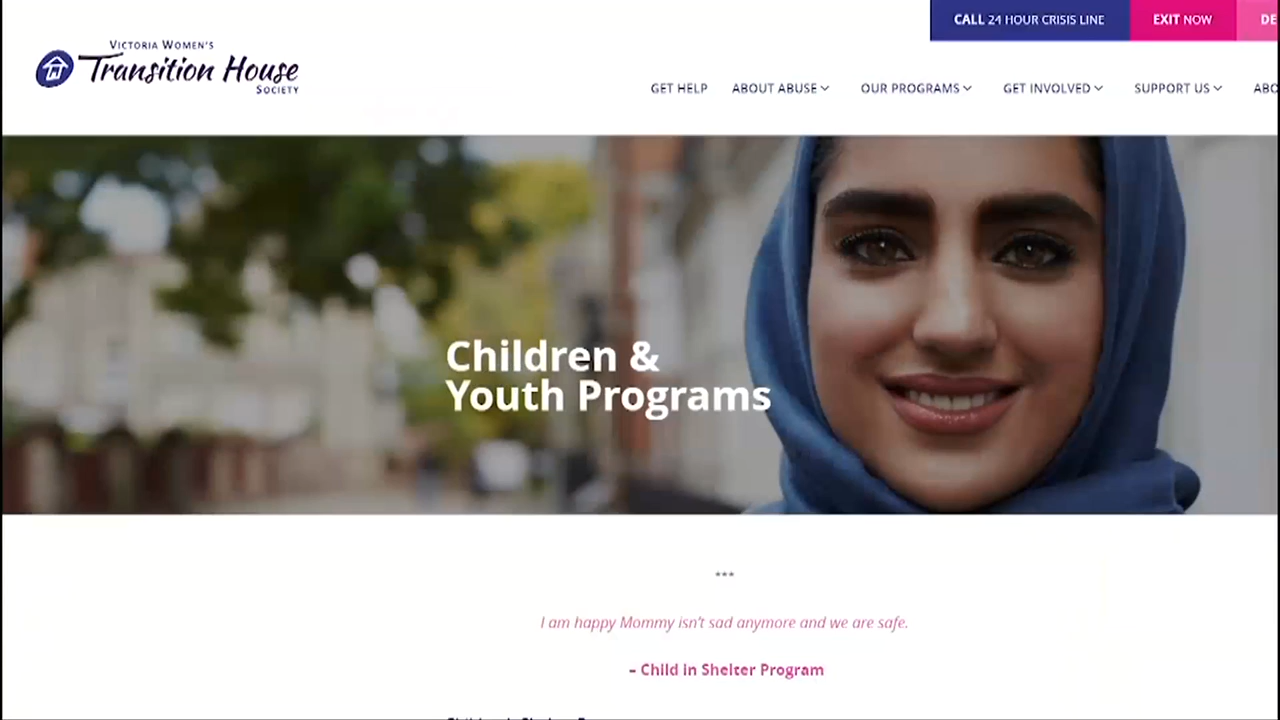 CALL 24 HOUR CRISIS LINE
EXIT NOW
DE
VICTORIA WOMEN'S
Transition House
SOCIETY
GET HELP
ABOUT ABUSE
OUR PROGRAMS
GET INVOLVED
SUPPORT US
ABO
Children &
Youth Programs
***
I am happy Mommy isn't sad anymore and we are safe.
– Child in Shelter Program